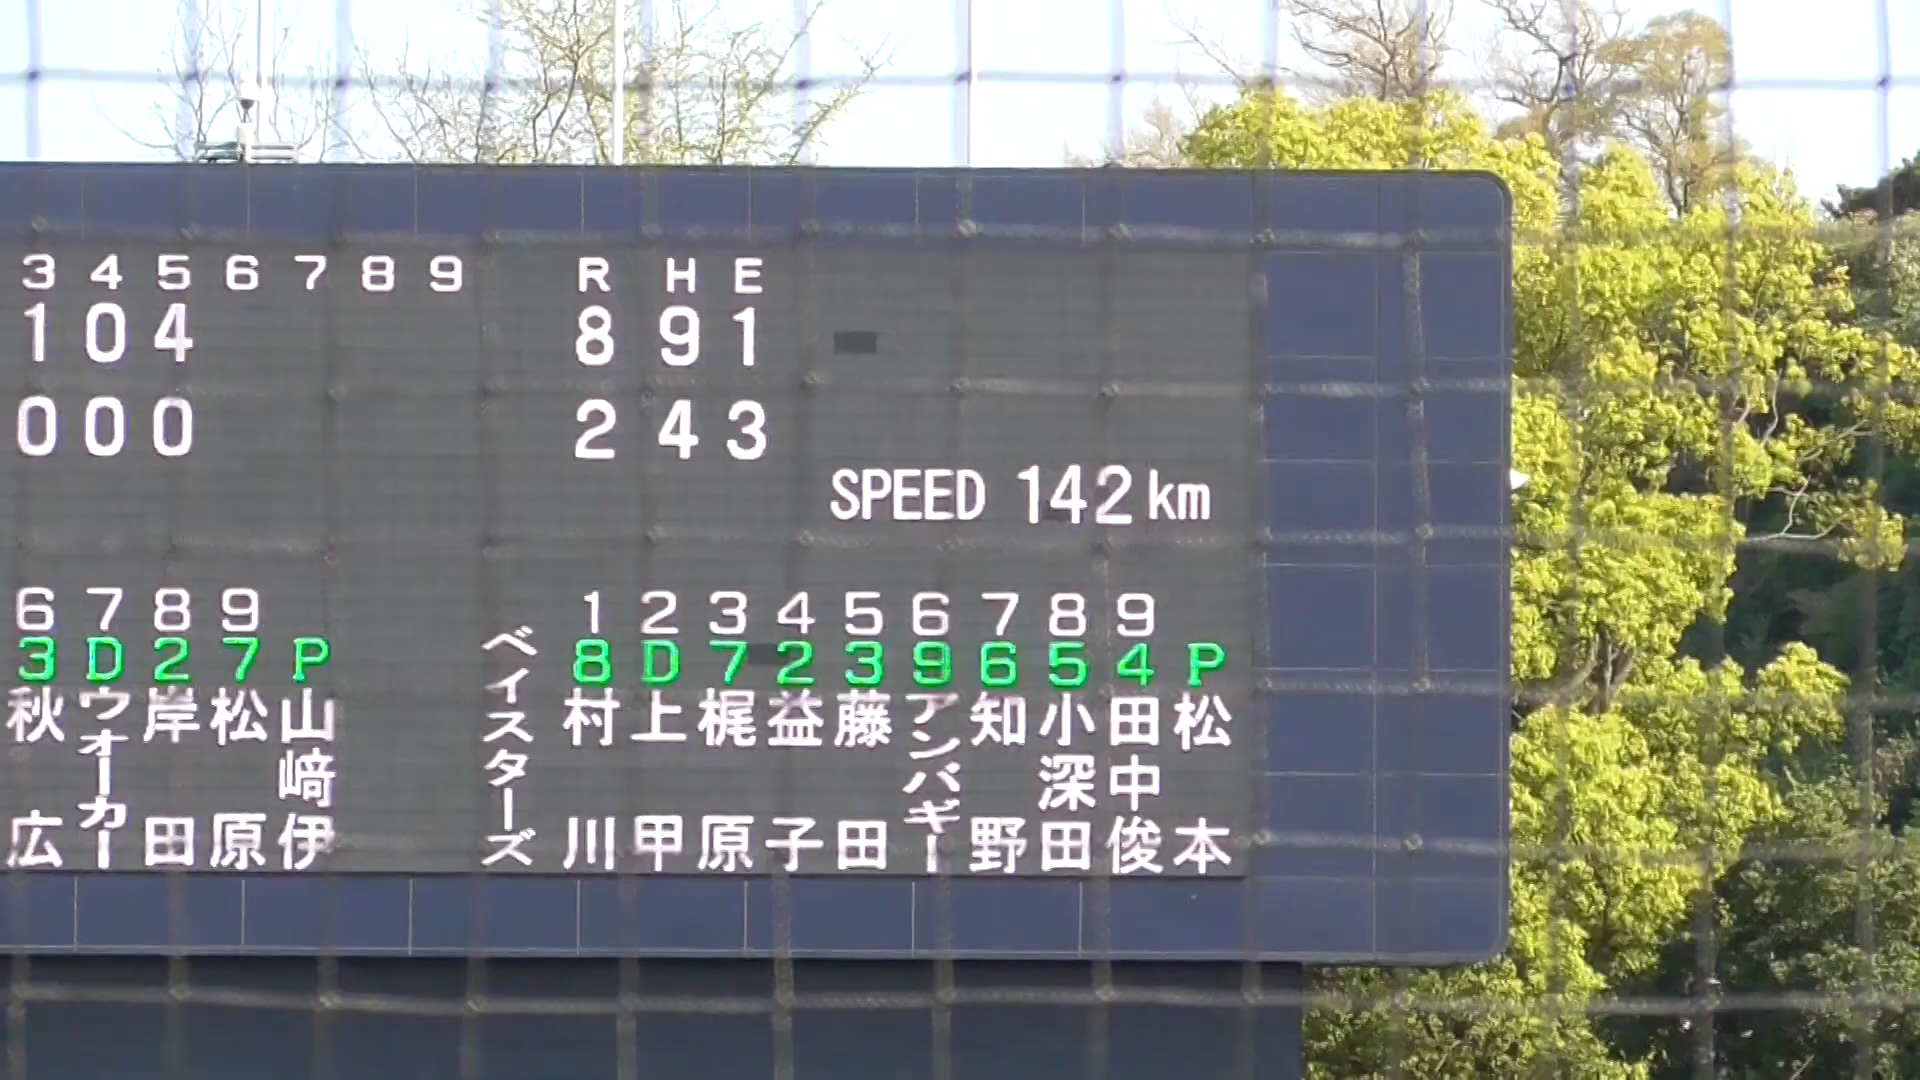 3 4 5 6 7 8 9 R H E
1 0 4 8 9 1
0 0 0 2 4 3
SPEED 142km
6 7 8 9
3 D 2 7 P
秋広
ウォーカー
岸田
松原
山﨑伊
ベイスターズ
1 2 3 4 5 6 7 8 9
8 D 7 2 3 9 6 5 4 P
村川
上甲
梶原
益子
藤田
アンバギー
知野
小深田
田中俊
松本